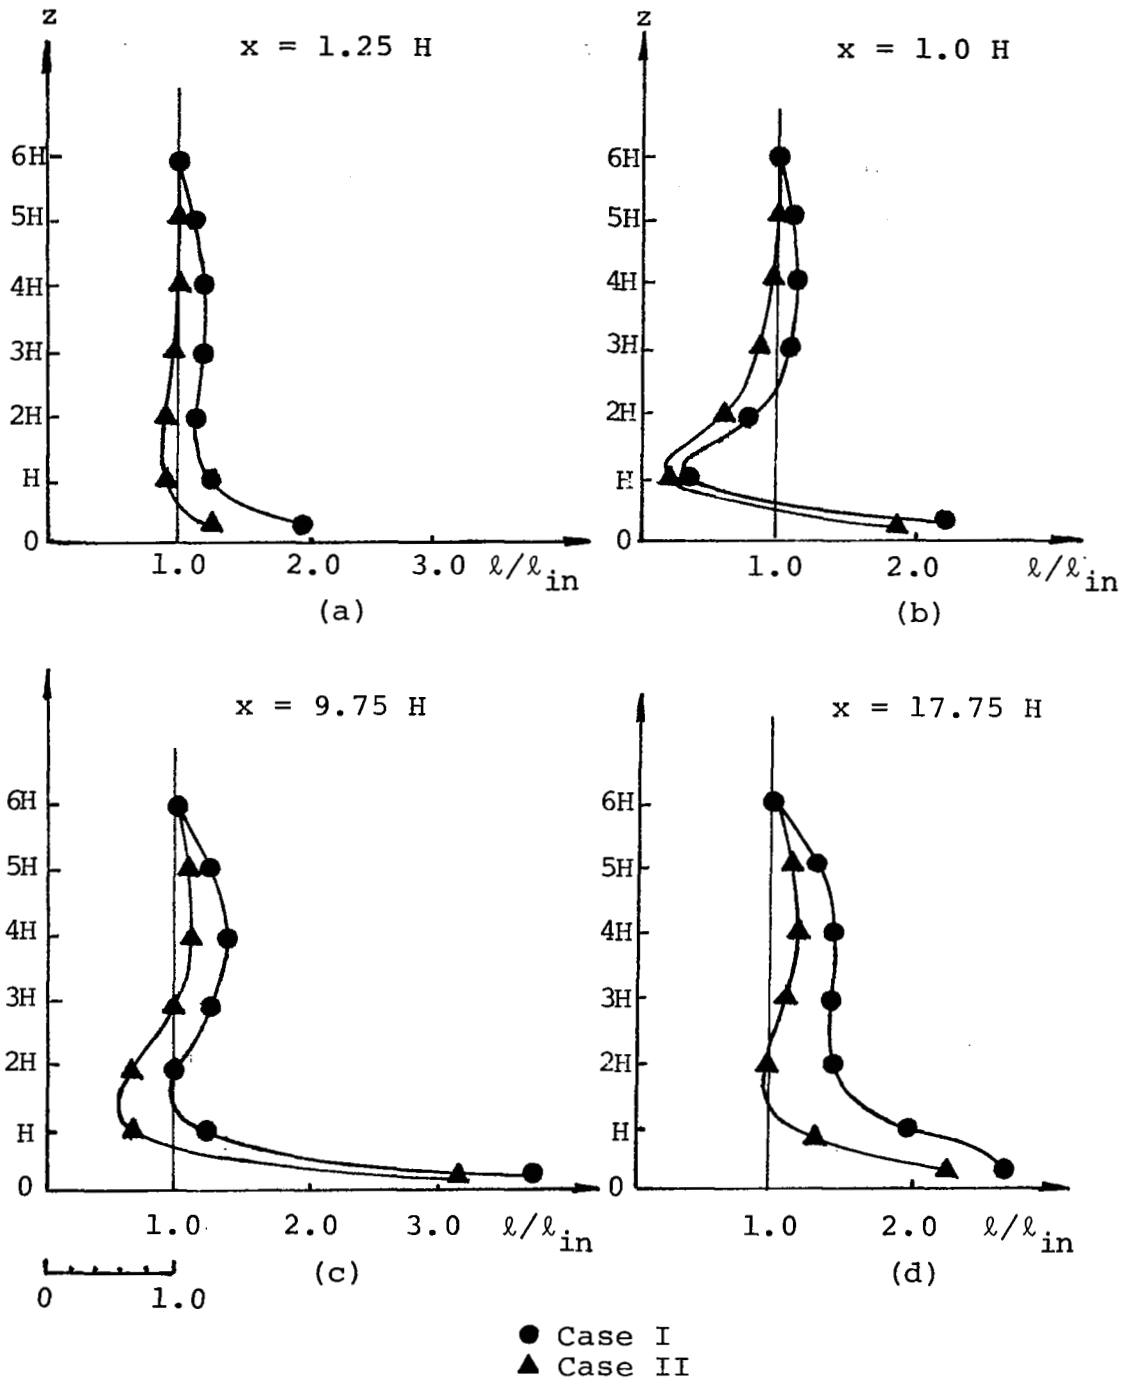 z
x = 1.25 H
6H
5H
4H
3H
2H
H
0
1.0 2.0 3.0 ℓ/ℓin
(a)
z
x = 1.0 H
6H
5H
4H
3H
2H
H
0
1.0 2.0 ℓ/ℓin
(b)
x = 9.75 H
6H
5H
4H
3H
2H
H
0
1.0 2.0 3.0 ℓ/ℓin
(c)
0 1.0
x = 17.75 H
6H
5H
4H
3H
2H
H
0
1.0 2.0 ℓ/ℓin
(d)
Case I
Case II